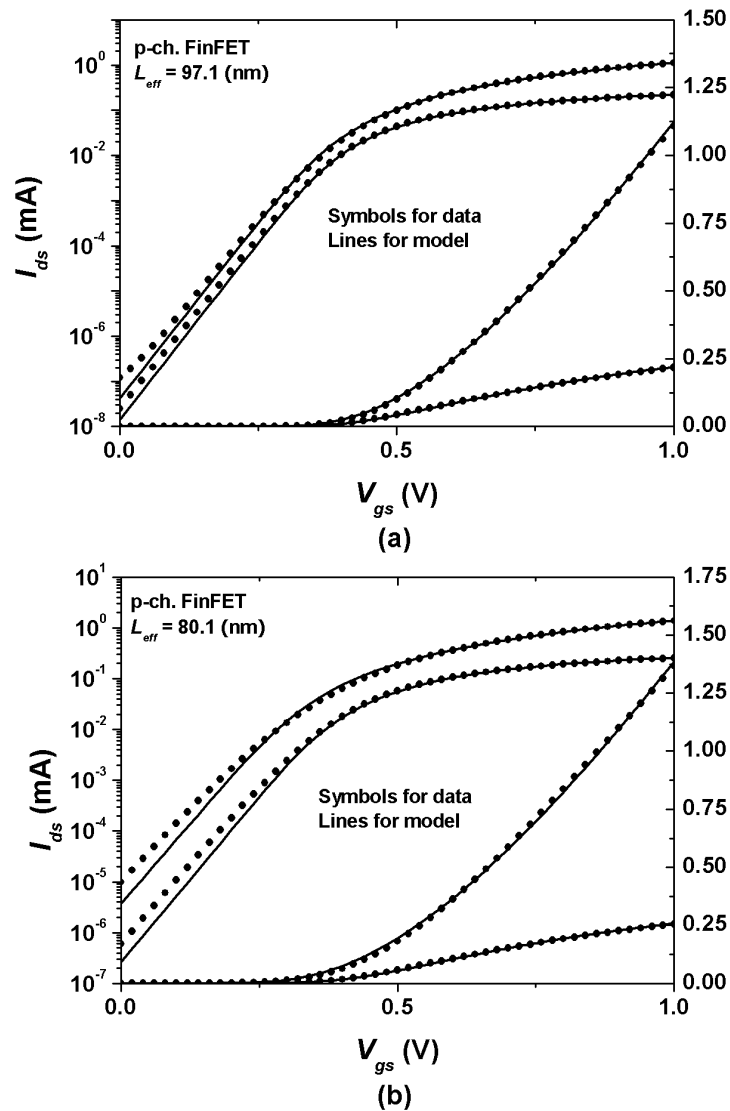 p-ch. FinFET
L_eff = 97.1 (nm)
10^0
10^-2
10^-4
10^-6
10^-8
I_ds (mA)
1.50
1.25
1.00
0.75
0.50
0.25
0.00
Symbols for data
Lines for model
0.0 0.5 1.0
V_gs (V)
(a)
p-ch. FinFET
L_eff = 80.1 (nm)
10^1
10^0
10^-1
10^-2
10^-3
10^-4
10^-5
10^-6
10^-7
I_ds (mA)
1.75
1.50
1.25
1.00
0.75
0.50
0.25
0.00
Symbols for data
Lines for model
0.0 0.5 1.0
V_gs (V)
(b)